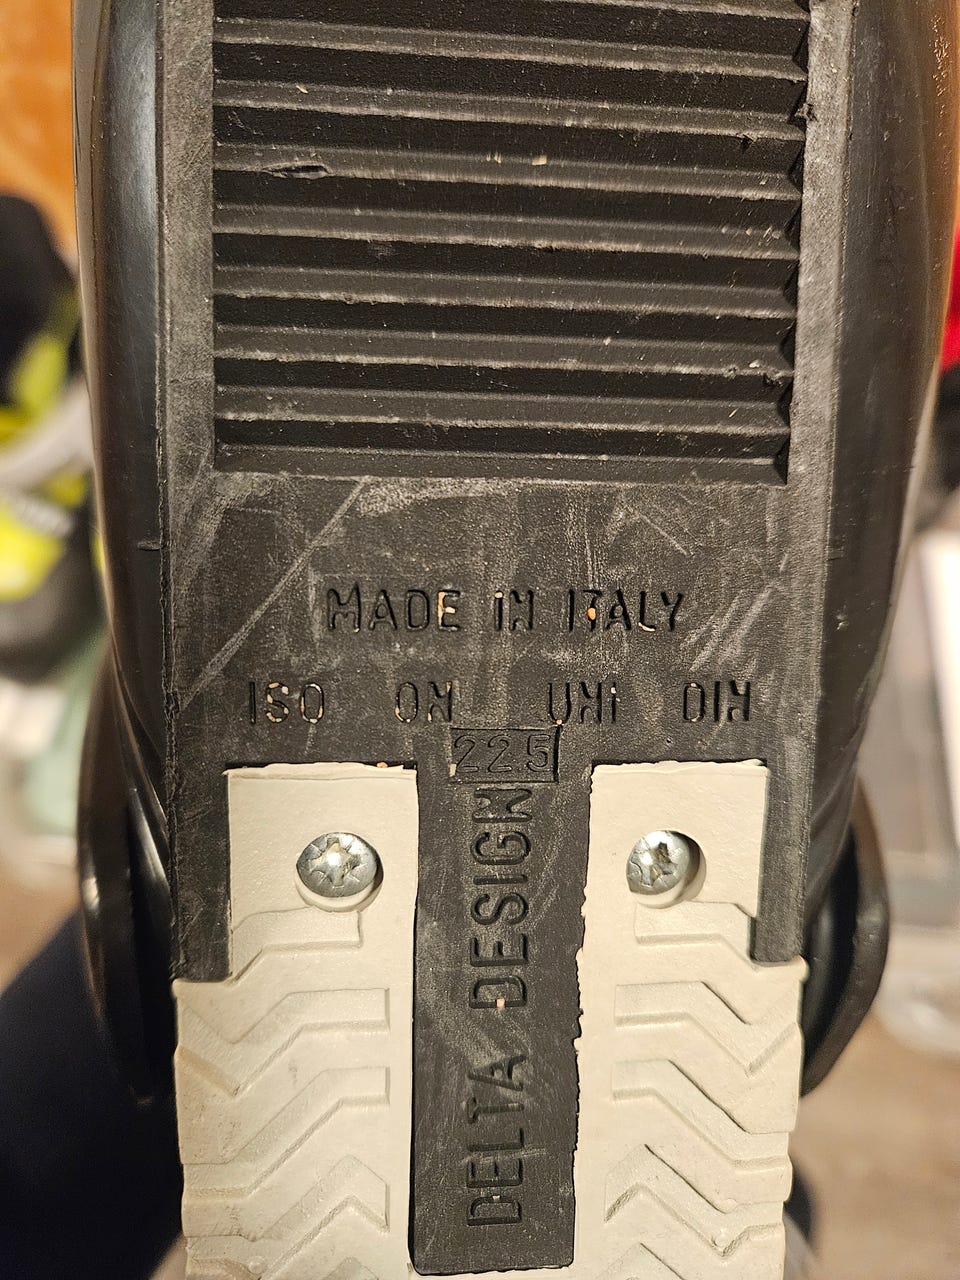 MADE IN ITALY
ISO ON UNI DIN
225
DELTA DESIGN